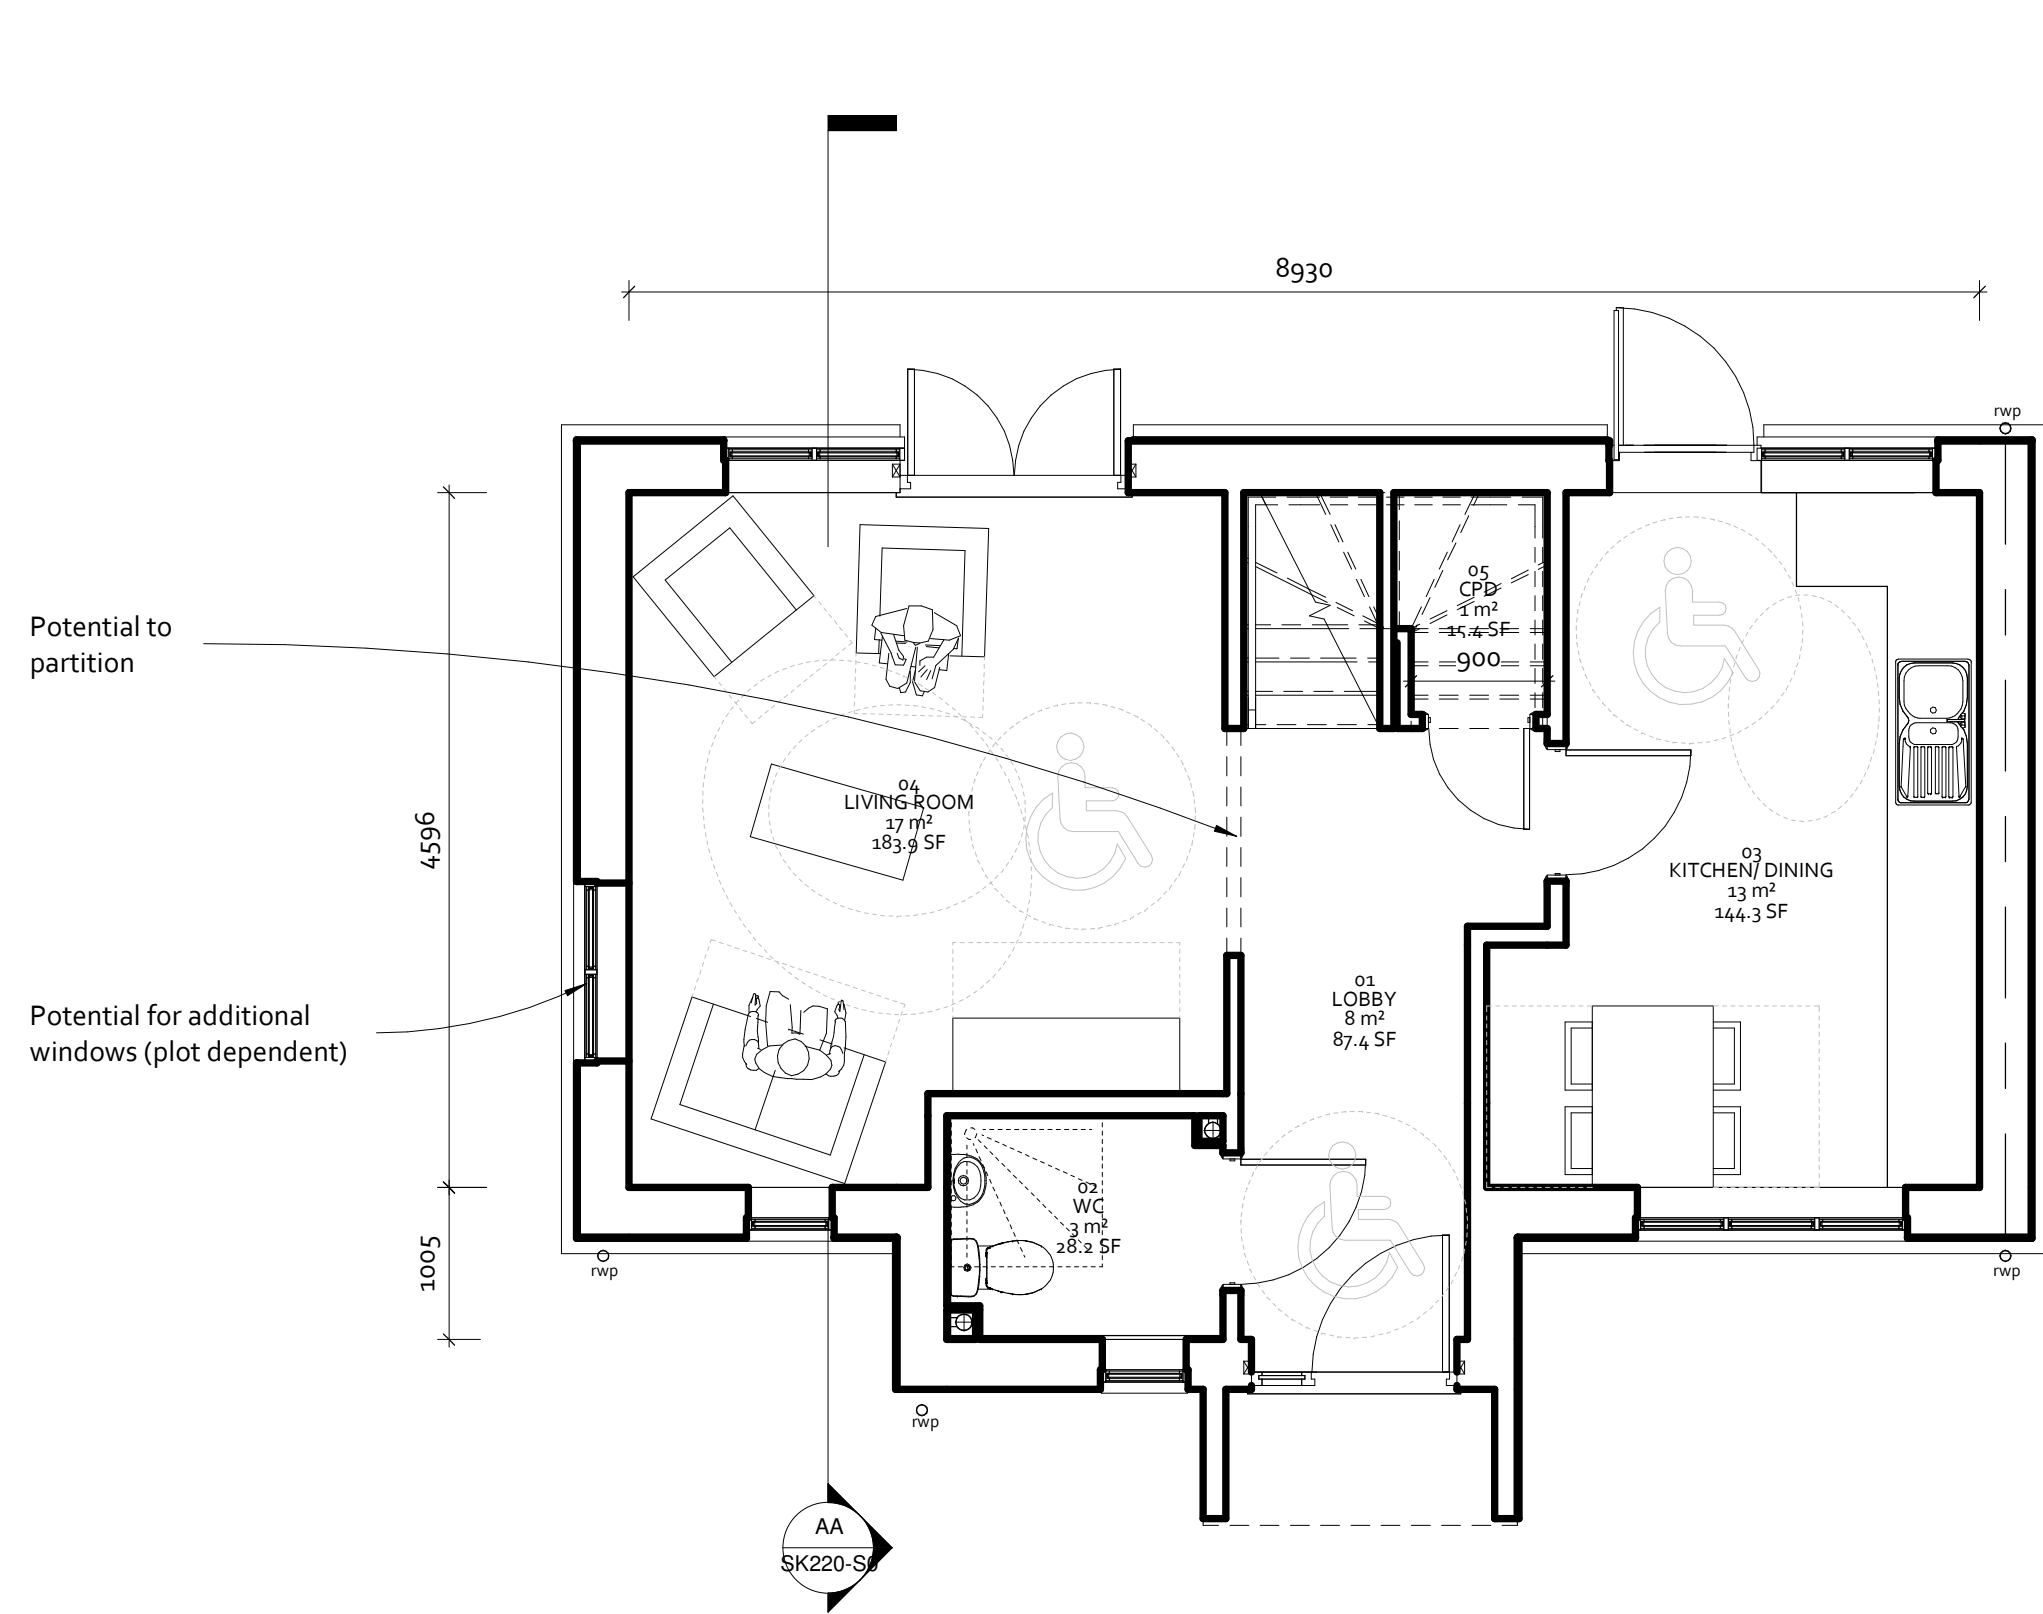 8930
rwp
05
CPD
1 m²
15.4 SF
900
Potential to
partition
4596
04
LIVING ROOM
17 m²
183.9 SF
03
KITCHEN/ DINING
13 m²
144.3 SF
01
LOBBY
8 m²
87.4 SF
Potential for additional
windows (plot dependent)
02
WC
3 m²
28.2 SF
1005
rwp
rwp
rwp
AA
SK220-S0